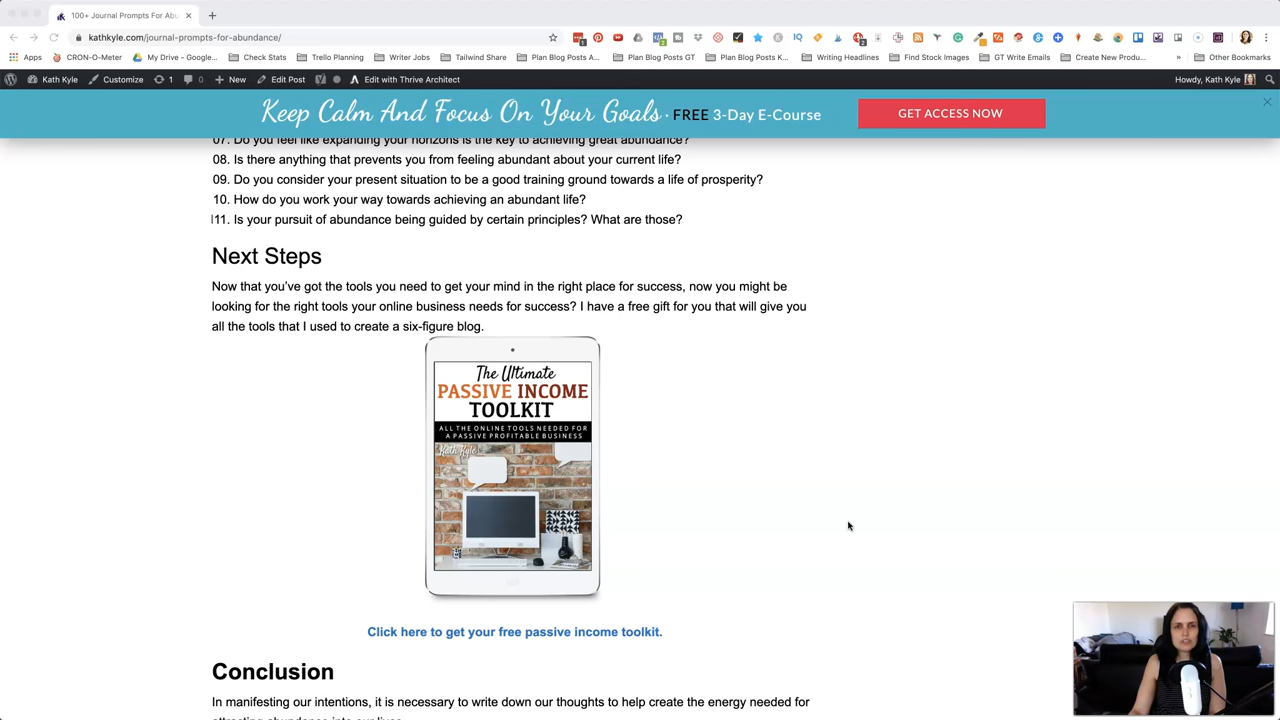 100+ Journal Prompts For Abu
kathkyle.com/journal-prompts-for-abundance/
Apps CRON-O-Meter My Drive - Google... Check Stats Trello Planning Writer Jobs Tailwind Share Plan Blog Posts A... Plan Blog Posts GT Plan Blog Posts K... Writing Headlines Find Stock Images GT Write Emails Create New Produ... » Other Bookmarks
Kath Kyle Customize 1 0 New Edit Post Edit with Thrive Architect Howdy, Kath Kyle
Keep Calm And Focus On Your Goals · FREE 3-Day E-Course GET ACCESS NOW
07. Do you feel like expanding your horizons is the key to achieving great abundance?
08. Is there anything that prevents you from feeling abundant about your current life?
09. Do you consider your present situation to be a good training ground towards a life of prosperity?
10. How do you work your way towards achieving an abundant life?
11. Is your pursuit of abundance being guided by certain principles? What are those?
Next Steps
Now that you've got the tools you need to get your mind in the right place for success, now you might be
looking for the right tools your online business needs for success? I have a free gift for you that will give you
all the tools that I used to create a six-figure blog.
The Ultimate
PASSIVE INCOME
TOOLKIT
ALL THE ONLINE TOOLS NEEDED FOR
A PASSIVE PROFITABLE BUSINESS
Kath Kyle
Click here to get your free passive income toolkit.
Conclusion
In manifesting our intentions, it is necessary to write down our thoughts to help create the energy needed for
attracting abundance into our lives.